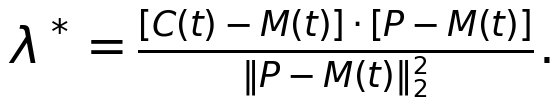 λ* = [C(t) − M(t)] · [P − M(t)] / ‖P − M(t)‖₂² .